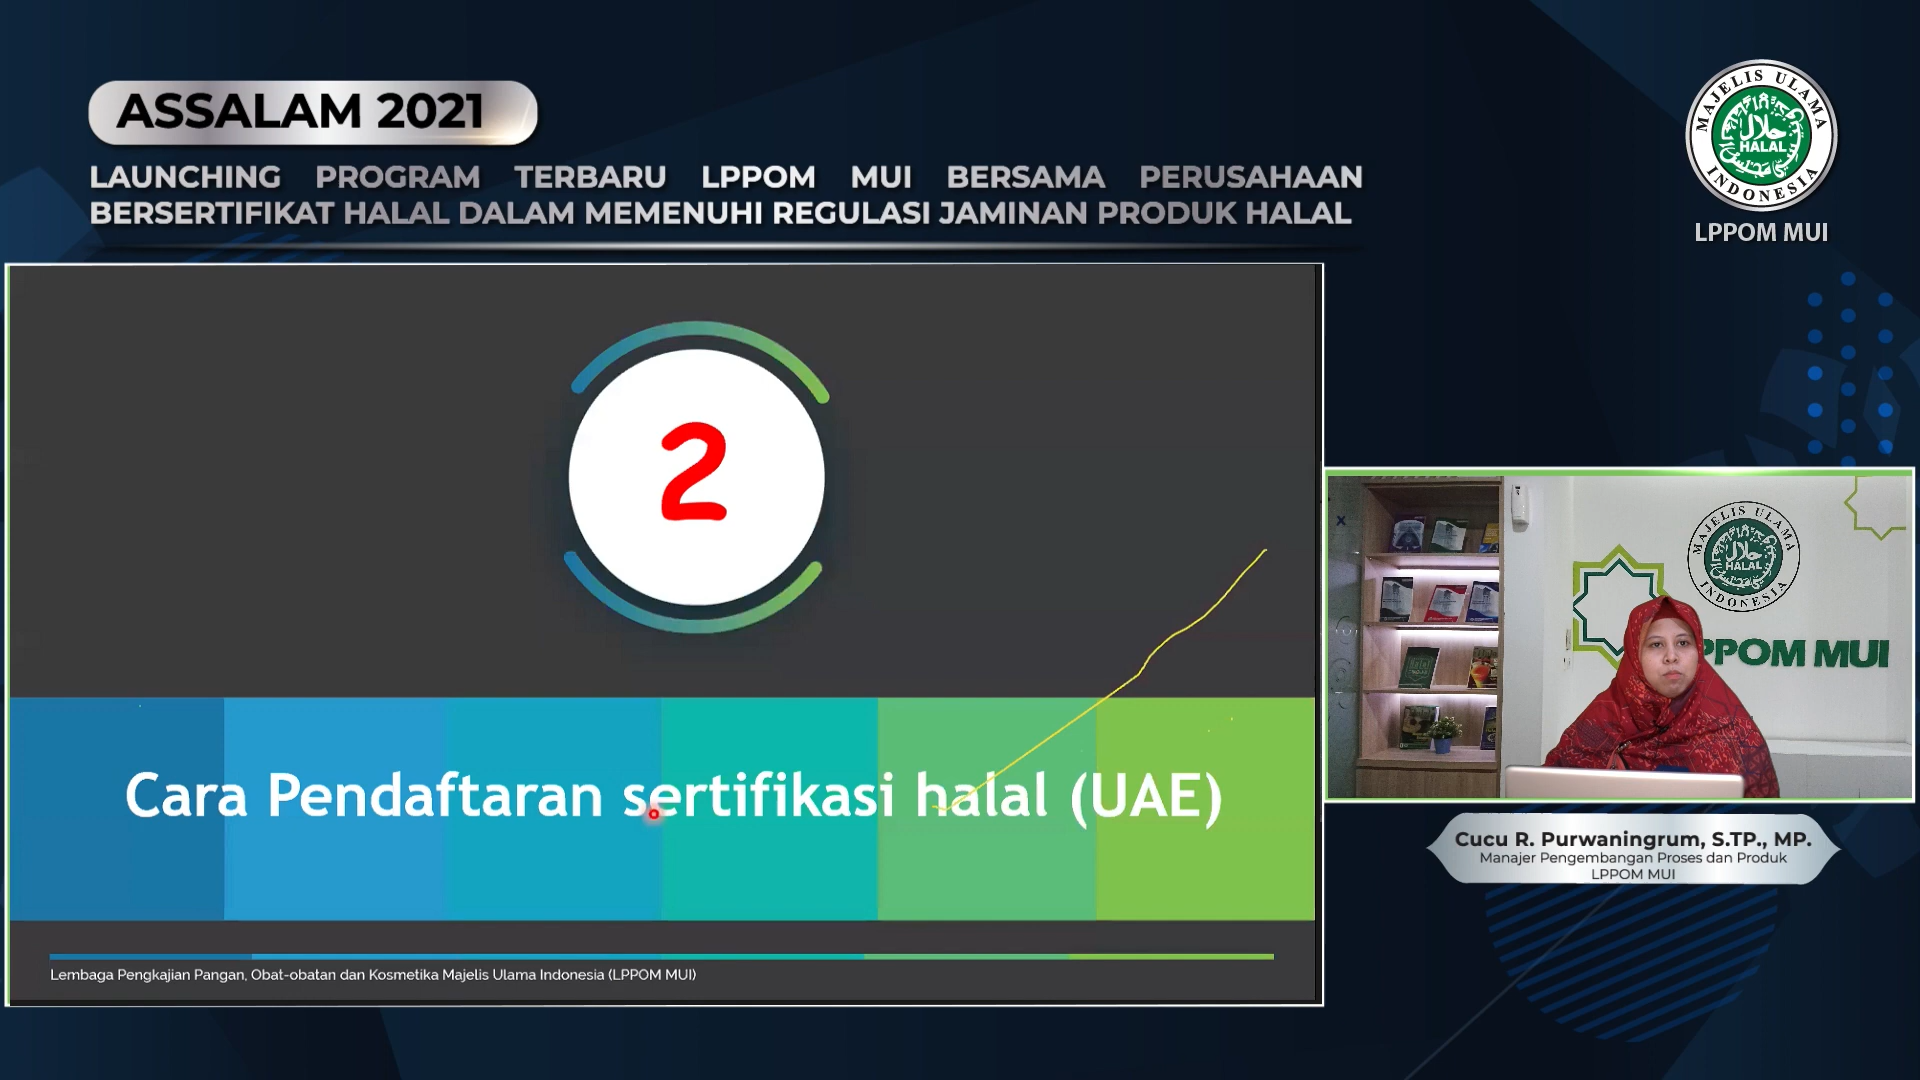 ASSALAM 2021
LAUNCHING PROGRAM TERBARU LPPOM MUI BERSAMA PERUSAHAAN
BERSERTIFIKAT HALAL DALAM MEMENUHI REGULASI JAMINAN PRODUK HALAL
MAJELIS ULAMA
حلال
HALAL
INDONESIA
LPPOM MUI
2
Cara Pendaftaran sertifikasi halal (UAE)
Lembaga Pengkajian Pangan, Obat-obatan dan Kosmetika Majelis Ulama Indonesia (LPPOM MUI)
MAJELIS ULAMA
حلال
HALAL
INDONESIA
PPOM MUI
Cucu R. Purwaningrum, S.TP., MP.
Manajer Pengembangan Proses dan Produk
LPPOM MUI